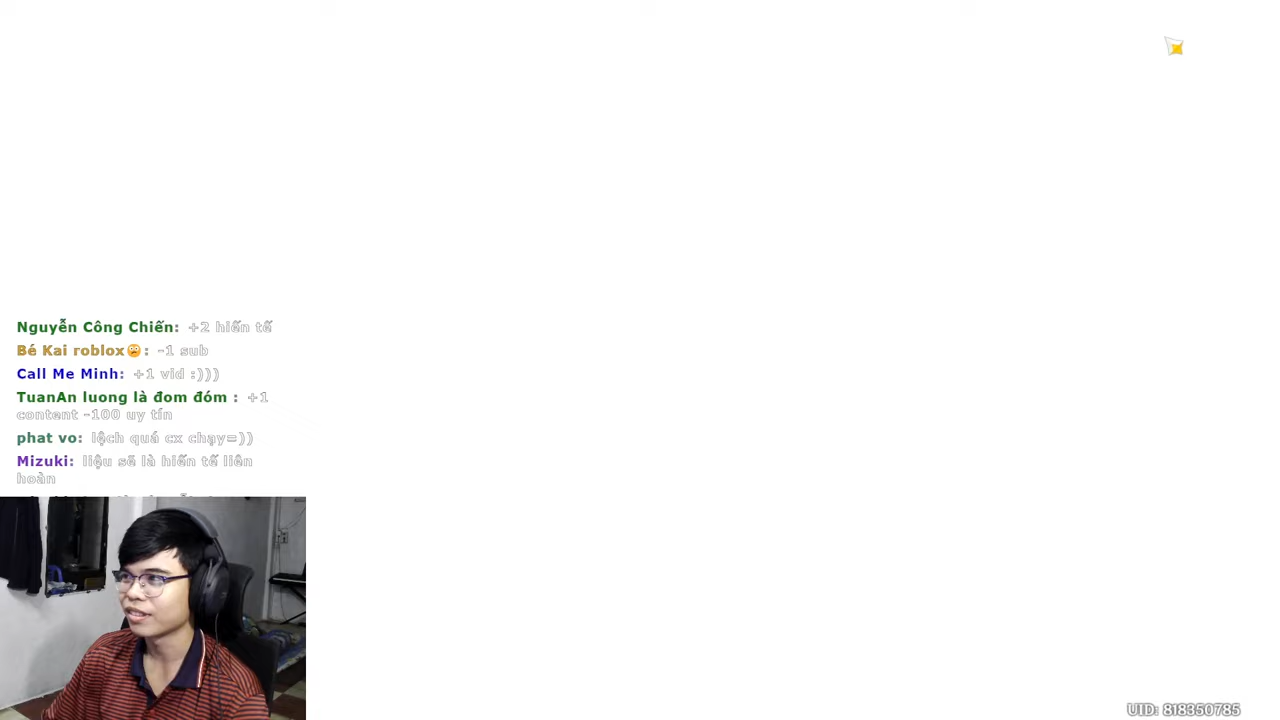 Nguyễn Công Chiến: +2 hiến tế
Bé Kai roblox😦: -1 sub
Call Me Minh: +1 vid :)))
TuanAn luong là đom đóm : +1
content -100 uy tín
phat vo: lệch quá cx chạy=))
Mizuki: liệu sẽ là hiến tế liên
hoàn
UID: 818350785